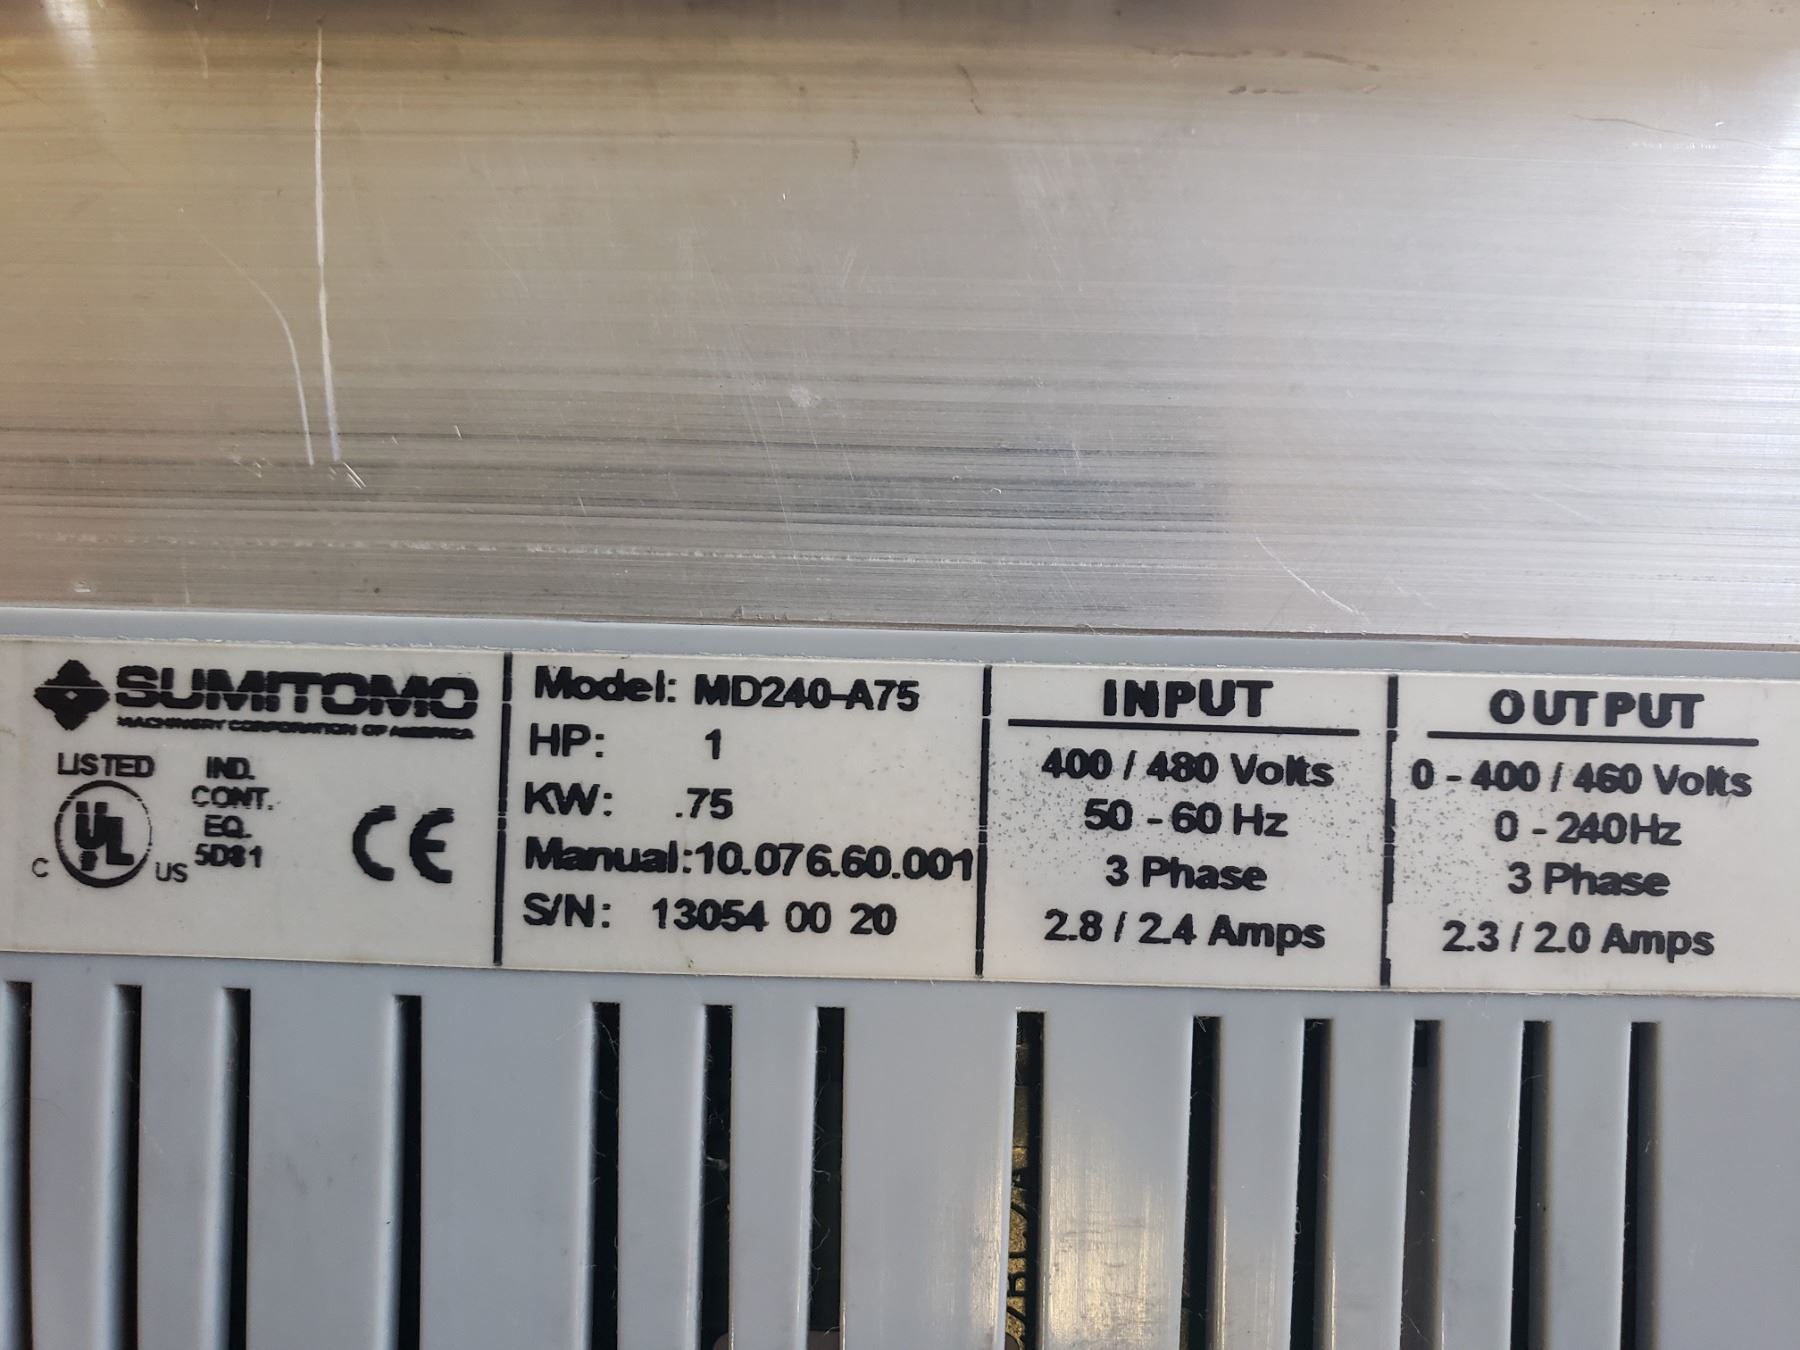 SUMITOMO
MACHINERY CORPORATION OF AMERICA
LISTED
IND.
CONT.
EQ.
5D81
C UL US
CE
Model: MD240-A75
HP: 1
KW: .75
Manual:10.076.60.001
S/N: 13054 00 20
INPUT
400 / 480 Volts
50 - 60 Hz
3 Phase
2.8 / 2.4 Amps
OUTPUT
0 - 400 / 460 Volts
0 - 240Hz
3 Phase
2.3 / 2.0 Amps